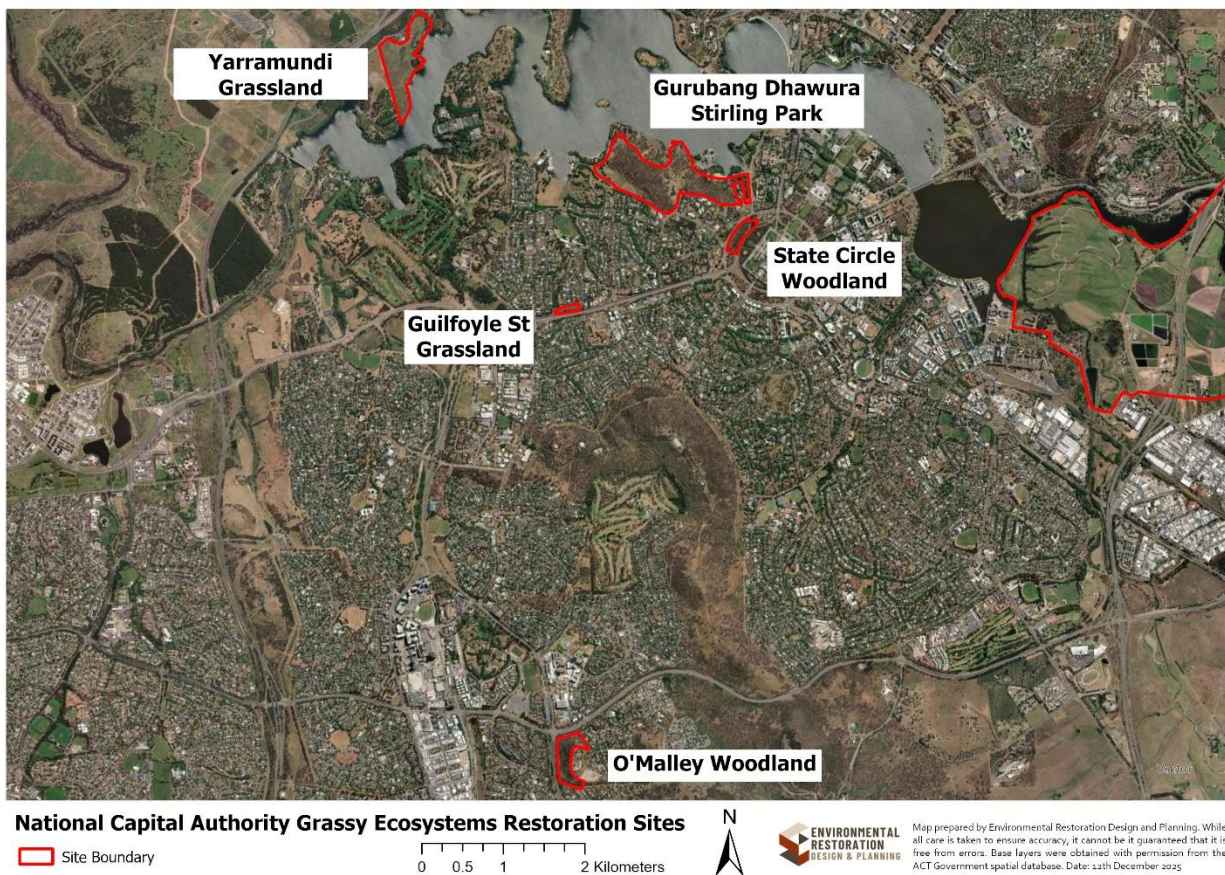 Yarramundi
Grassland
Gurubang Dhawura
Stirling Park
State Circle
Woodland
Guilfoyle St
Grassland
O'Malley Woodland
Vantor
National Capital Authority Grassy Ecosystems Restoration Sites
Site Boundary
0 0.5 1 2 Kilometers
N
ENVIRONMENTAL
RESTORATION
DESIGN & PLANNING
Map prepared by Environmental Restoration Design and Planning. While
all care is taken to ensure accuracy, it cannot be it guaranteed that it is
free from errors. Base layers were obtained with permission from the
ACT Government spatial database. Date: 12th December 2025